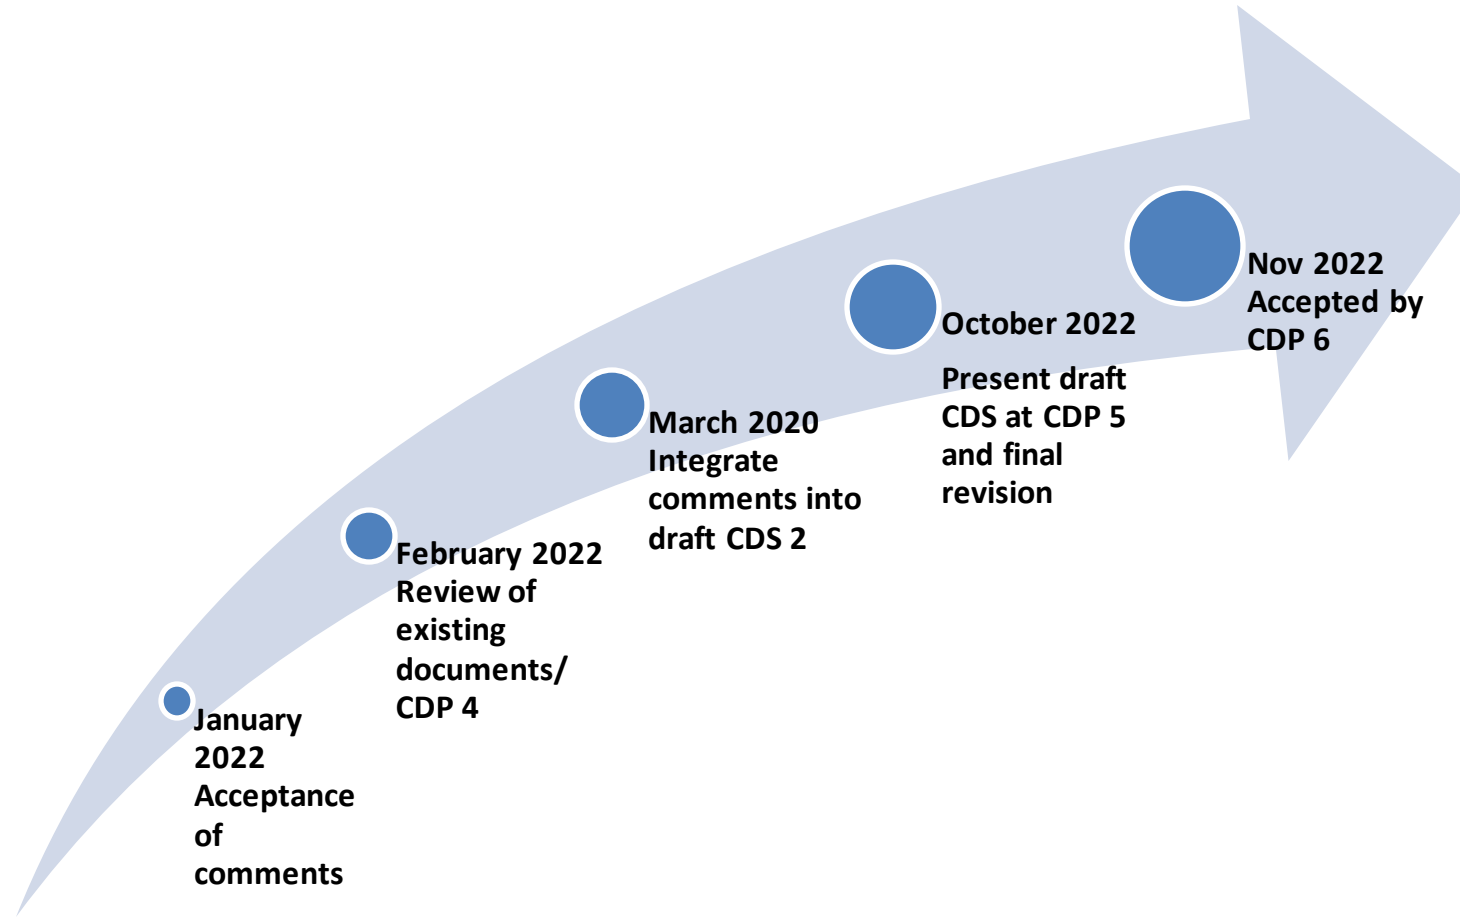 January
2022
Acceptance
of
comments
February 2022
Review of
existing
documents/
CDP 4
March 2020
Integrate
comments into
draft CDS 2
October 2022
Present draft
CDS at CDP 5
and final
revision
Nov 2022
Accepted by
CDP 6